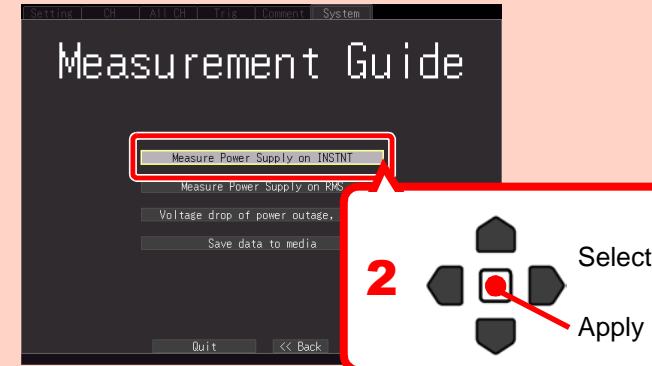 Setting CH All CH Trig Comment System
Measurement Guide
Measure Power Supply on INSTNT
Measure Power Supply on RMS
Voltage drop of power outage,
Save data to media
Quit << Back
2
Select
Apply